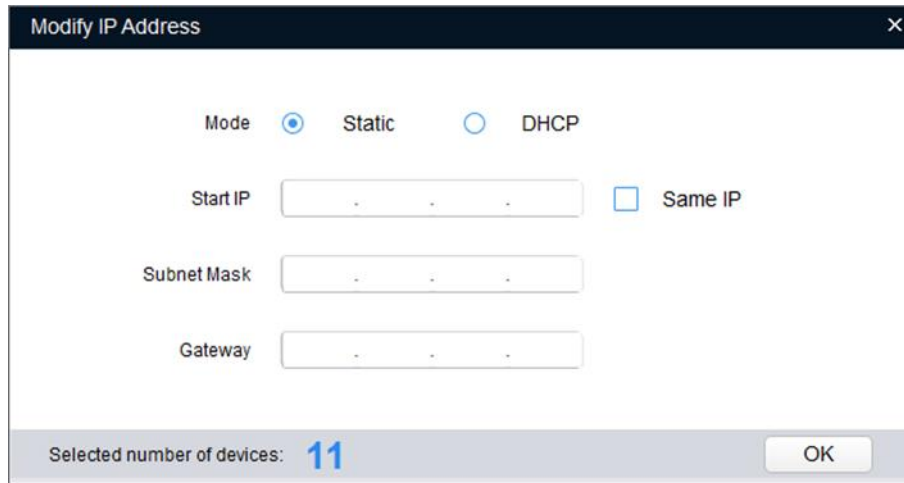 Modify IP Address
Mode Static DHCP
Start IP . . . Same IP
Subnet Mask . . .
Gateway . . .
Selected number of devices: 11 OK